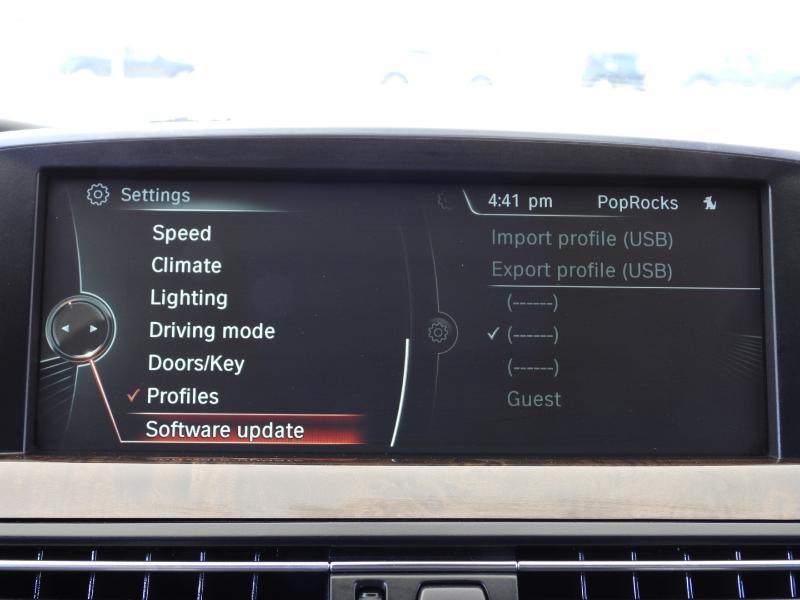 Settings
4:41 pm PopRocks
Speed
Climate
Lighting
Driving mode
Doors/Key
✓ Profiles
Software update
Import profile (USB)
Export profile (USB)
(------)
✓ (------)
(------)
Guest